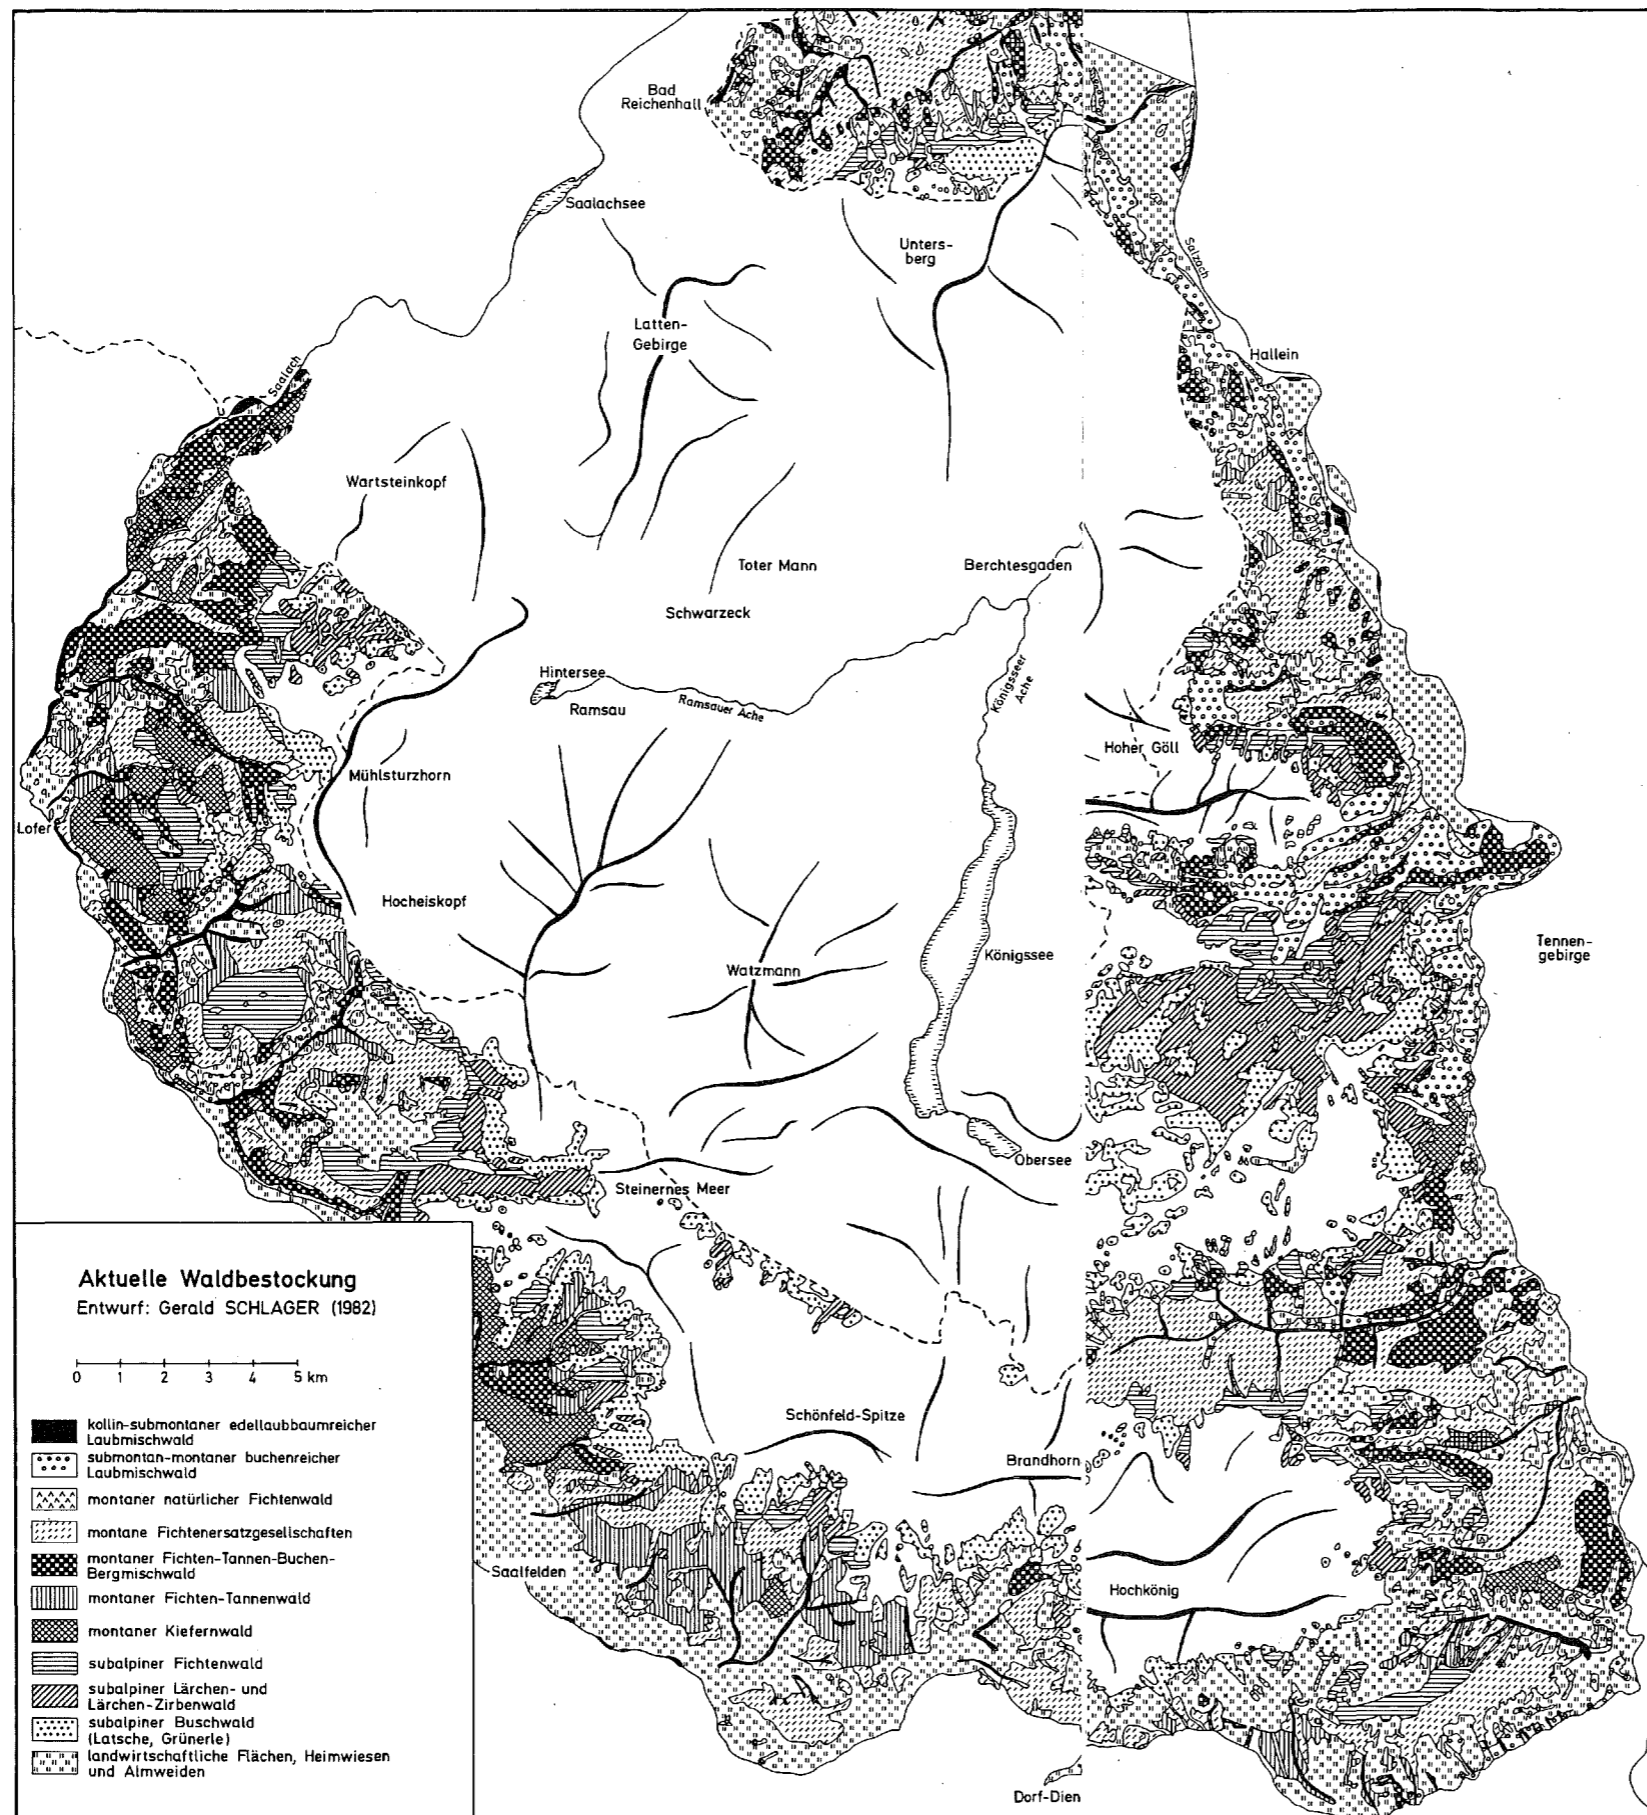 Bad
Reichenhall
Saalachsee
Unters-
berg
Salzach
Latten-
Gebirge
Hallein
Saalach
Wartsteinkopf
Toter Mann
Berchtesgaden
Schwarzeck
Hintersee
Ramsau
Ramsauer Ache
Königsseer
Ache
Hoher Göll
Mühlsturzhorn
Lofer
Hocheiskopf
Watzmann
Königssee
Tennen-
gebirge
Obersee
Steinernes Meer
Schönfeld-Spitze
Brandhorn
Saalfelden
Hochkönig
Dorf-Dien
Aktuelle Waldbestockung
Entwurf: Gerald SCHLAGER (1982)
0 1 2 3 4 5 km
kollin-submontaner edellaubbaumreicher
Laubmischwald
submontan-montaner buchenreicher
Laubmischwald
montaner natürlicher Fichtenwald
montane Fichtenersatzgesellschaften
montaner Fichten-Tannen-Buchen-
Bergmischwald
montaner Fichten-Tannenwald
montaner Kiefernwald
subalpiner Fichtenwald
subalpiner Lärchen- und
Lärchen-Zirbenwald
subalpiner Buschwald
(Latsche, Grünerle)
landwirtschaftliche Flächen, Heimwiesen
und Almweiden